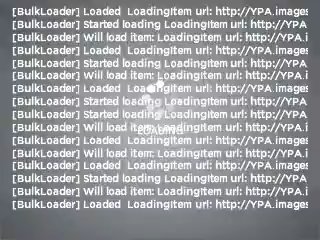 [BulkLoader] Loaded  LoadingItem url: http://YPA.images
[BulkLoader] Started loading LoadingItem url: http://YPA
[BulkLoader] Will load item: LoadingItem url: http://YPA.i
[BulkLoader] Loaded  LoadingItem url: http://YPA.images
[BulkLoader] Started loading LoadingItem url: http://YPA
[BulkLoader] Will load item: LoadingItem url: http://YPA.i
[BulkLoader] Loaded  LoadingItem url: http://YPA.images
[BulkLoader] Started loading LoadingItem url: http://YPA
[BulkLoader] Started loading LoadingItem url: http://YPA
[BulkLoader] Will load item: LoadingItem url: http://YPA.i
LOADING
[BulkLoader] Will load item: LoadingItem url: http://YPA.i
[BulkLoader] Loaded  LoadingItem url: http://YPA.images
[BulkLoader] Loaded  LoadingItem url: http://YPA.images
[BulkLoader] Started loading LoadingItem url: http://YPA
[BulkLoader] Will load item: LoadingItem url: http://YPA.i
[BulkLoader] Loaded  LoadingItem url: http://YPA.images